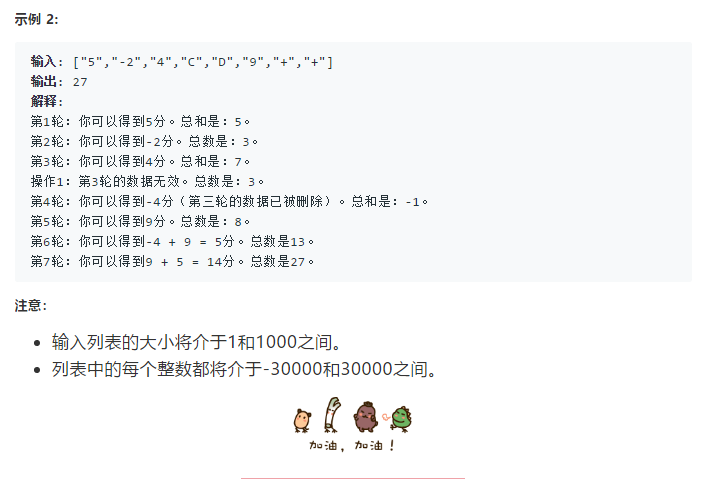 示例 2:
输入: ["5","-2","4","C","D","9","+","+"]
输出: 27
解释:
第1轮: 你可以得到5分。总和是: 5。
第2轮: 你可以得到-2分。总数是: 3。
第3轮: 你可以得到4分。总和是: 7。
操作1: 第3轮的数据无效。总数是: 3。
第4轮: 你可以得到-4分（第三轮的数据已被删除）。总和是: -1。
第5轮: 你可以得到9分。总数是: 8。
第6轮: 你可以得到-4 + 9 = 5分。总数是13。
第7轮: 你可以得到9 + 5 = 14分。总数是27。
注意:
输入列表的大小将介于1和1000之间。
列表中的每个整数都将介于-30000和30000之间。
加油，加油！